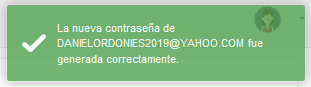 La nueva contraseña de
DANIELORDONIES2019@YAHOO.COM fue
generada correctamente.